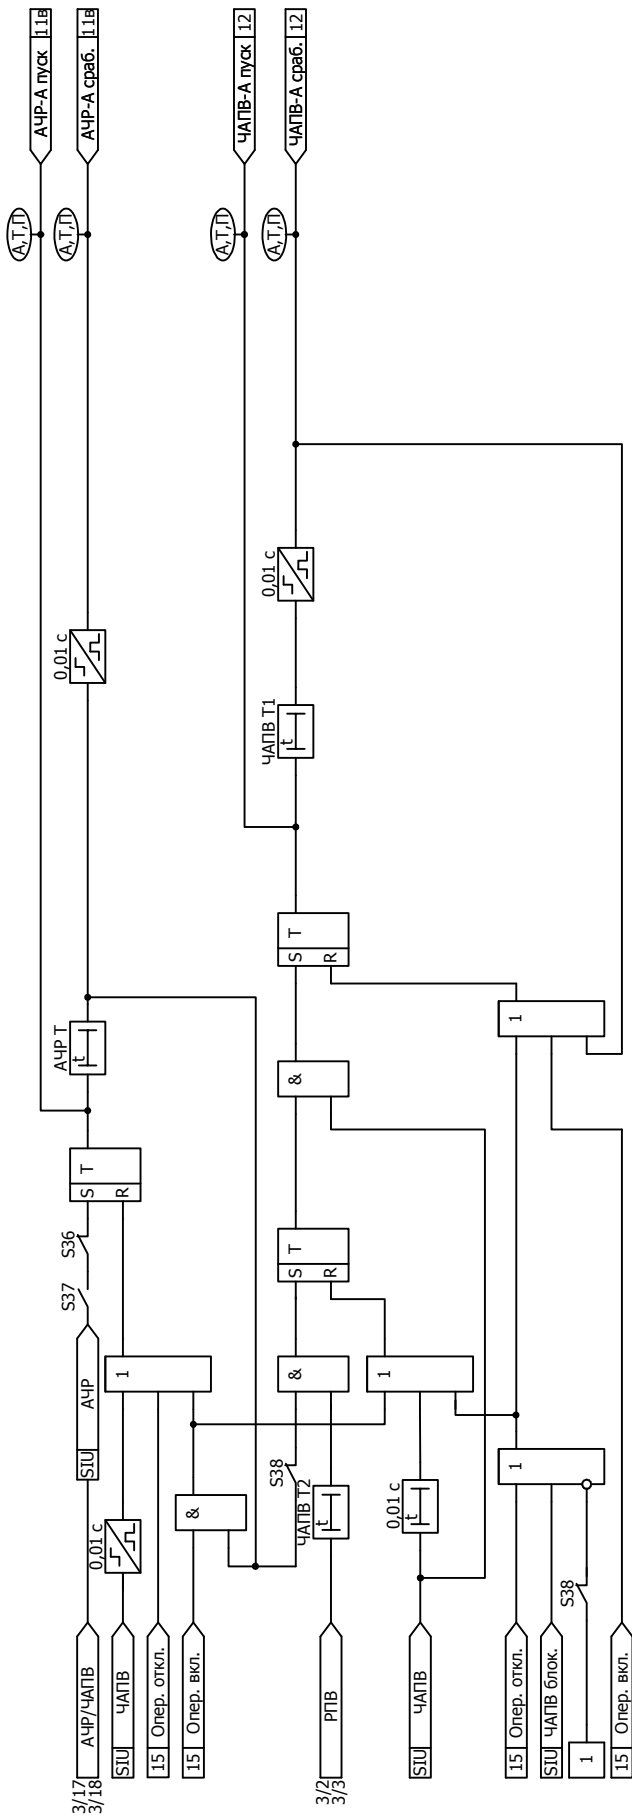 3/17
3/18
АЧР/ЧАПВ
SIU АЧР
S37
S36
S T
R
АЧР Т
t
0,01 с
А,Т,П
АЧР-А пуск 11в
А,Т,П
АЧР-А сраб. 11в
SIU ЧАПВ
0,01 с
1
15 Опер. откл.
15 Опер. вкл.
&
S38
ЧАПВ Т2
t
3/2
3/3
РПВ
&
S T
R
&
S T
R
ЧАПВ Т1
t
0,01 с
А,Т,П
ЧАПВ-А пуск 12
А,Т,П
ЧАПВ-А сраб. 12
SIU ЧАПВ
0,01 с
t
1
15 Опер. откл.
SIU ЧАПВ блок.
1
S38
1
1
15 Опер. вкл.